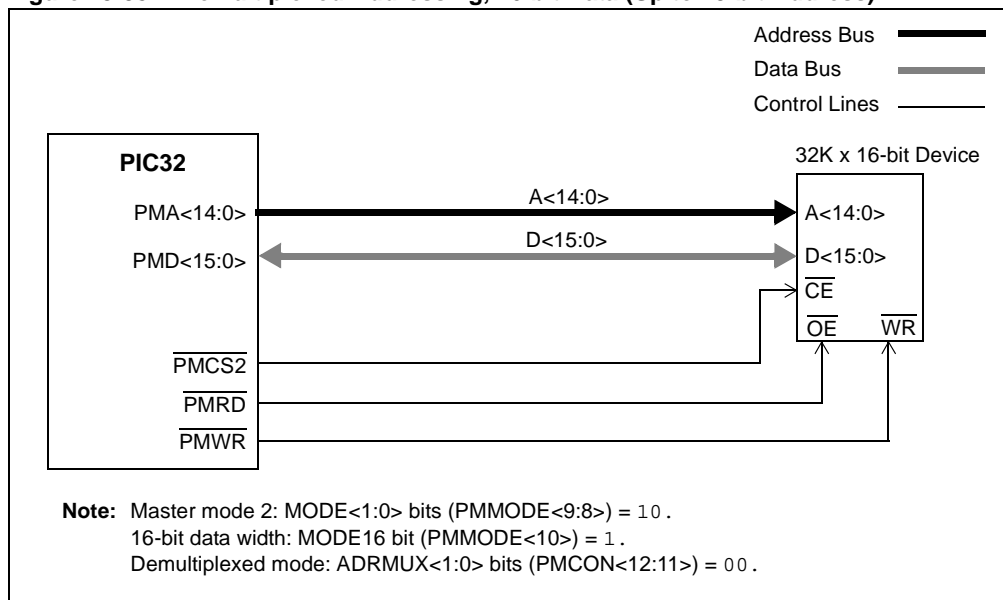 Address Bus
Data Bus
Control Lines
PIC32
32K x 16-bit Device
PMA<14:0>
A<14:0>
A<14:0>
PMD<15:0>
D<15:0>
D<15:0>
CE
OE
WR
PMCS2
PMRD
PMWR
Note: Master mode 2: MODE<1:0> bits (PMMODE<9:8>) = 10.
16-bit data width: MODE16 bit (PMMODE<10>) = 1.
Demultiplexed mode: ADRMUX<1:0> bits (PMCON<12:11>) = 00.